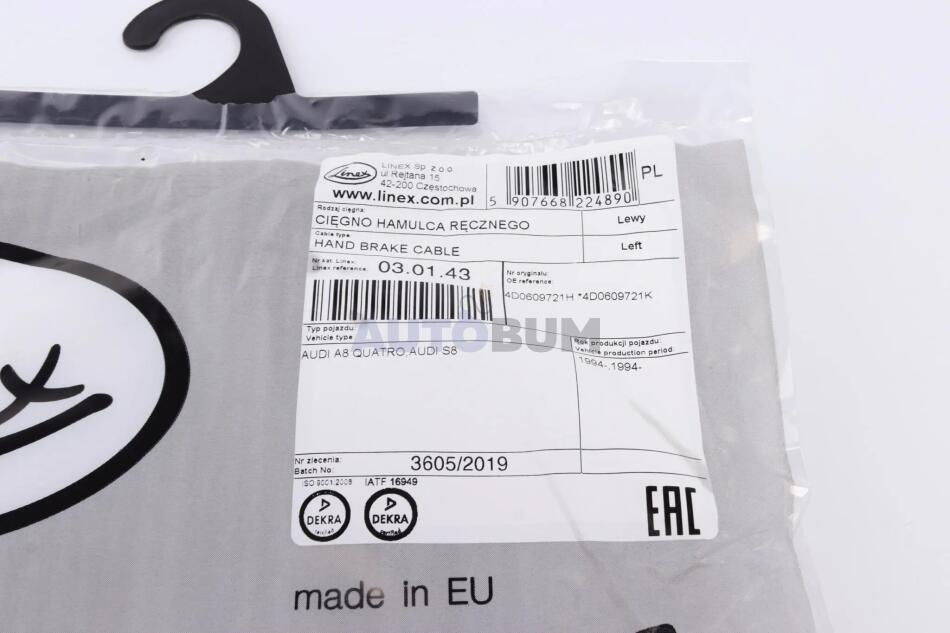 Linex
LINEX Sp. z o.o.
ul Rejtana 15
42-200 Częstochowa
www.linex.com.pl
5 907668 224890
PL
Rodzaj cięgna:
CIĘGNO HAMULCA RĘCZNEGO
Lewy
Cable type:
HAND BRAKE CABLE
Left
Nr kat. Linex:
Linex reference:
03.01.43
Nr oryginału:
OE reference:
4D0609721H *4D0609721K
AUTOBUM
Typ pojazdu:
Vehicle type:
AUDI A8 QUATRO,AUDI S8
Rok produkcji pojazdu:
Vehicle production period:
1994-,1994-
Nr zlecenia:
Batch No:
3605/2019
ISO 9001:2008
IATF 16949
DEKRA
DEKRA
EAC
made in EU